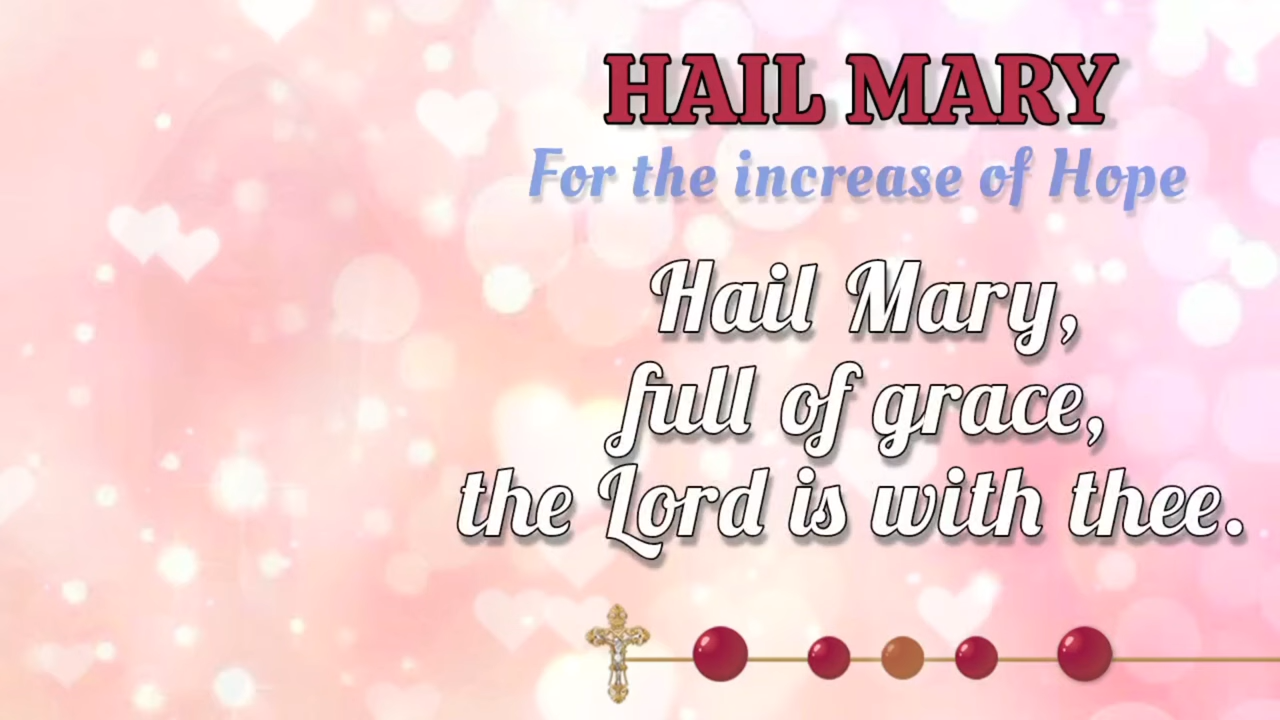 HAIL MARY
For the increase of Hope
Hail Mary,
full of grace,
the Lord is with thee.